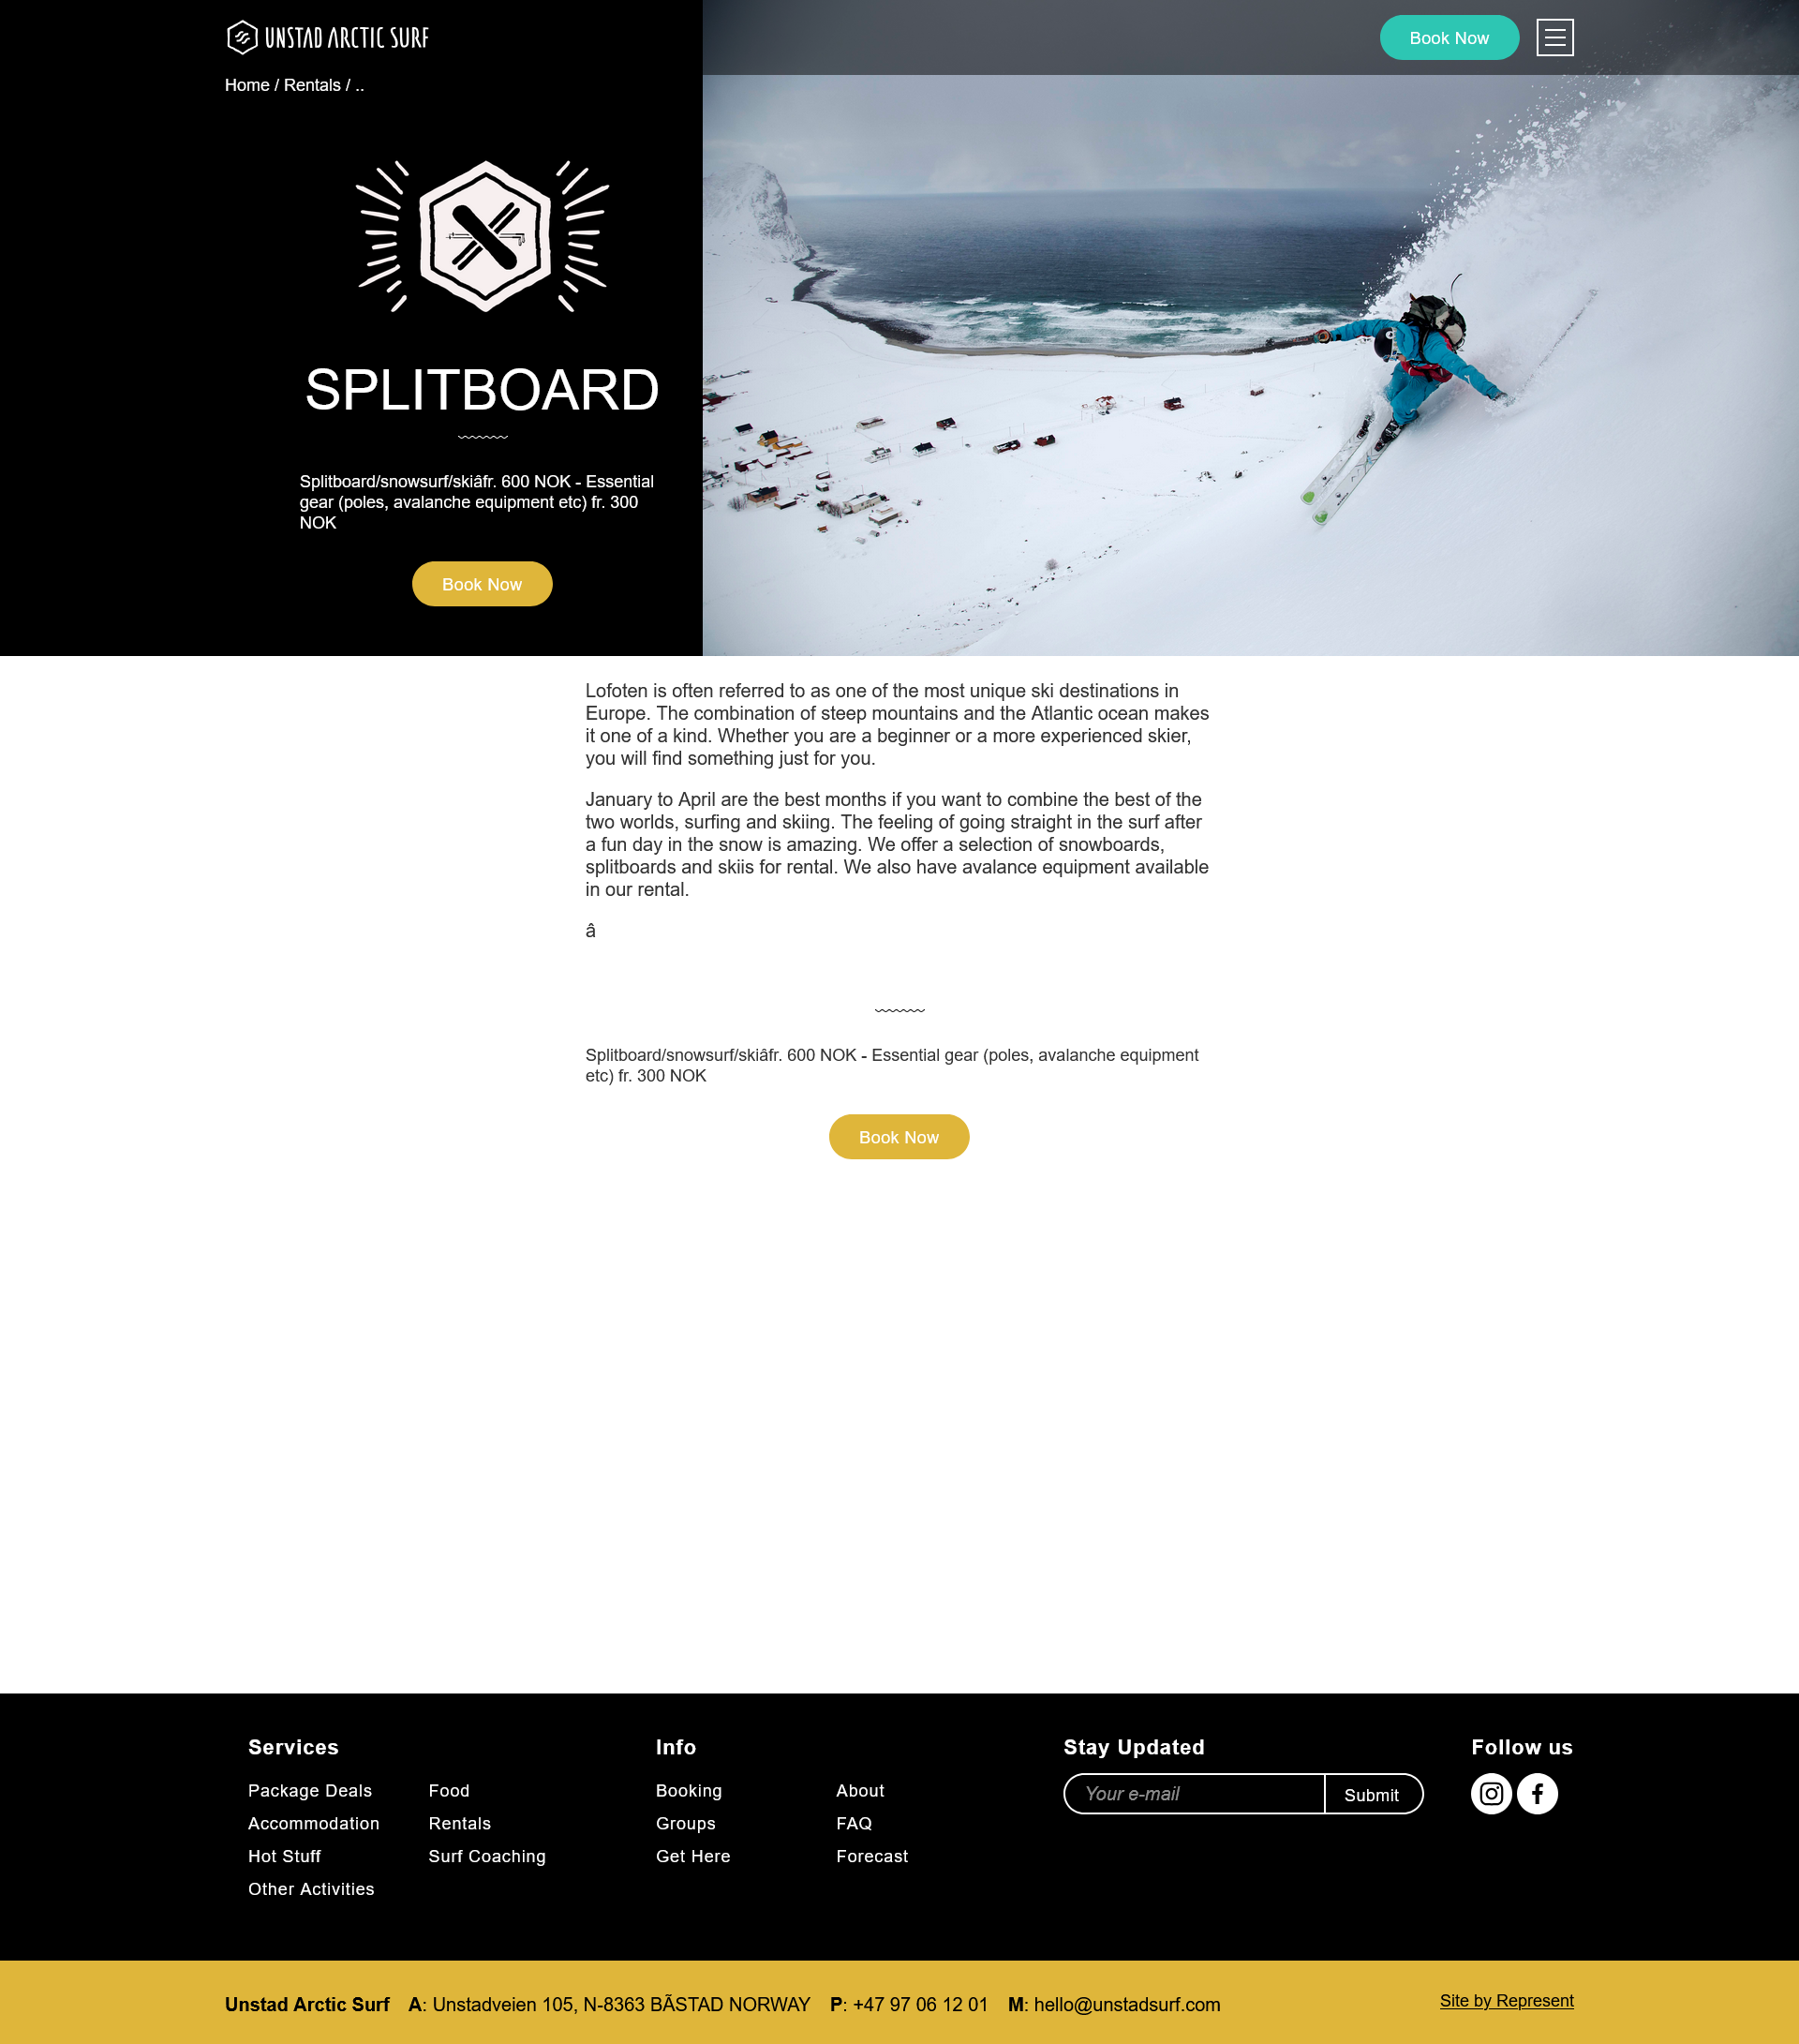 UNSTAD ARCTIC SURF
Book Now
Home / Rentals / ..
SPLITBOARD
Splitboard/snowsurf/skiâfr. 600 NOK - Essential
gear (poles, avalanche equipment etc) fr. 300
NOK
Book Now
Lofoten is often referred to as one of the most unique ski destinations in
Europe. The combination of steep mountains and the Atlantic ocean makes
it one of a kind. Whether you are a beginner or a more experienced skier,
you will find something just for you.
January to April are the best months if you want to combine the best of the
two worlds, surfing and skiing. The feeling of going straight in the surf after
a fun day in the snow is amazing. We offer a selection of snowboards,
splitboards and skiis for rental. We also have avalance equipment available
in our rental.
â
Splitboard/snowsurf/skiâfr. 600 NOK - Essential gear (poles, avalanche equipment
etc) fr. 300 NOK
Book Now
Services
Package Deals
Accommodation
Hot Stuff
Other Activities
Food
Rentals
Surf Coaching
Info
Booking
Groups
Get Here
About
FAQ
Forecast
Stay Updated
Your e-mail
Submit
Follow us
Unstad Arctic Surf A: Unstadveien 105, N-8363 BÃSTAD NORWAY P: +47 97 06 12 01 M: hello@unstadsurf.com
Site by Represent